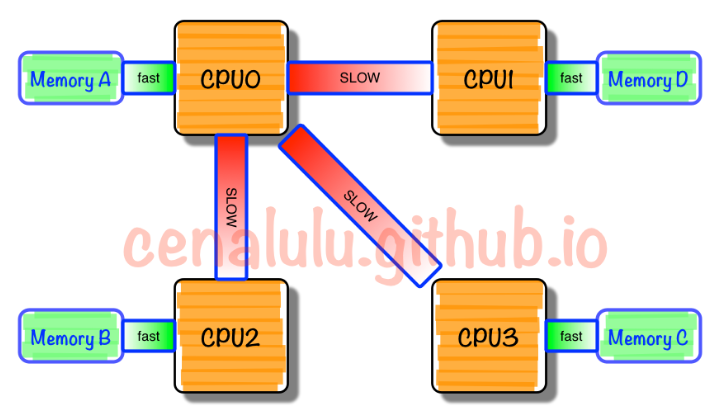 Memory A
fast
CPU0
SLOW
CPU1
fast
Memory D
SLOW
SLOW
cenalulu.github.io
Memory B
fast
CPU2
CPU3
fast
Memory C